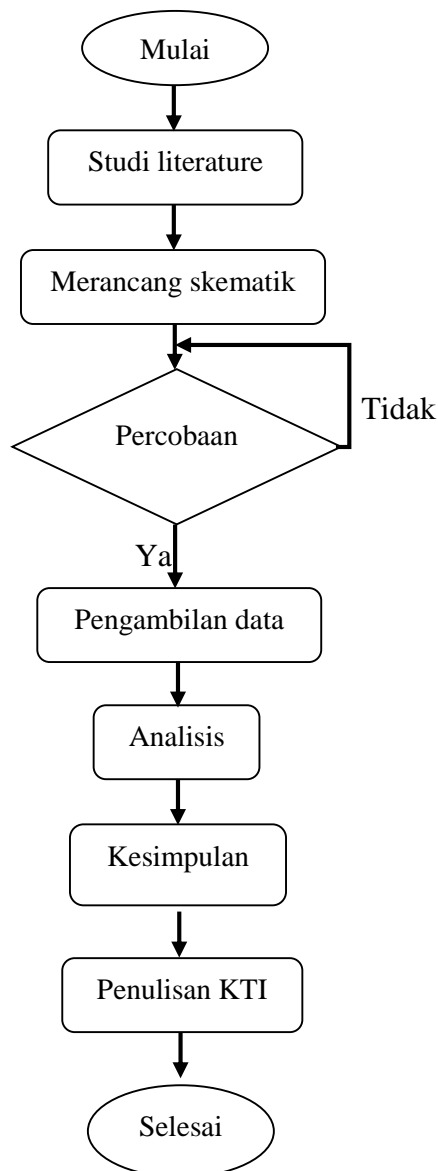 Mulai
Studi literature
Merancang skematik
Tidak
Percobaan
Ya
Pengambilan data
Analisis
Kesimpulan
Penulisan KTI
Selesai